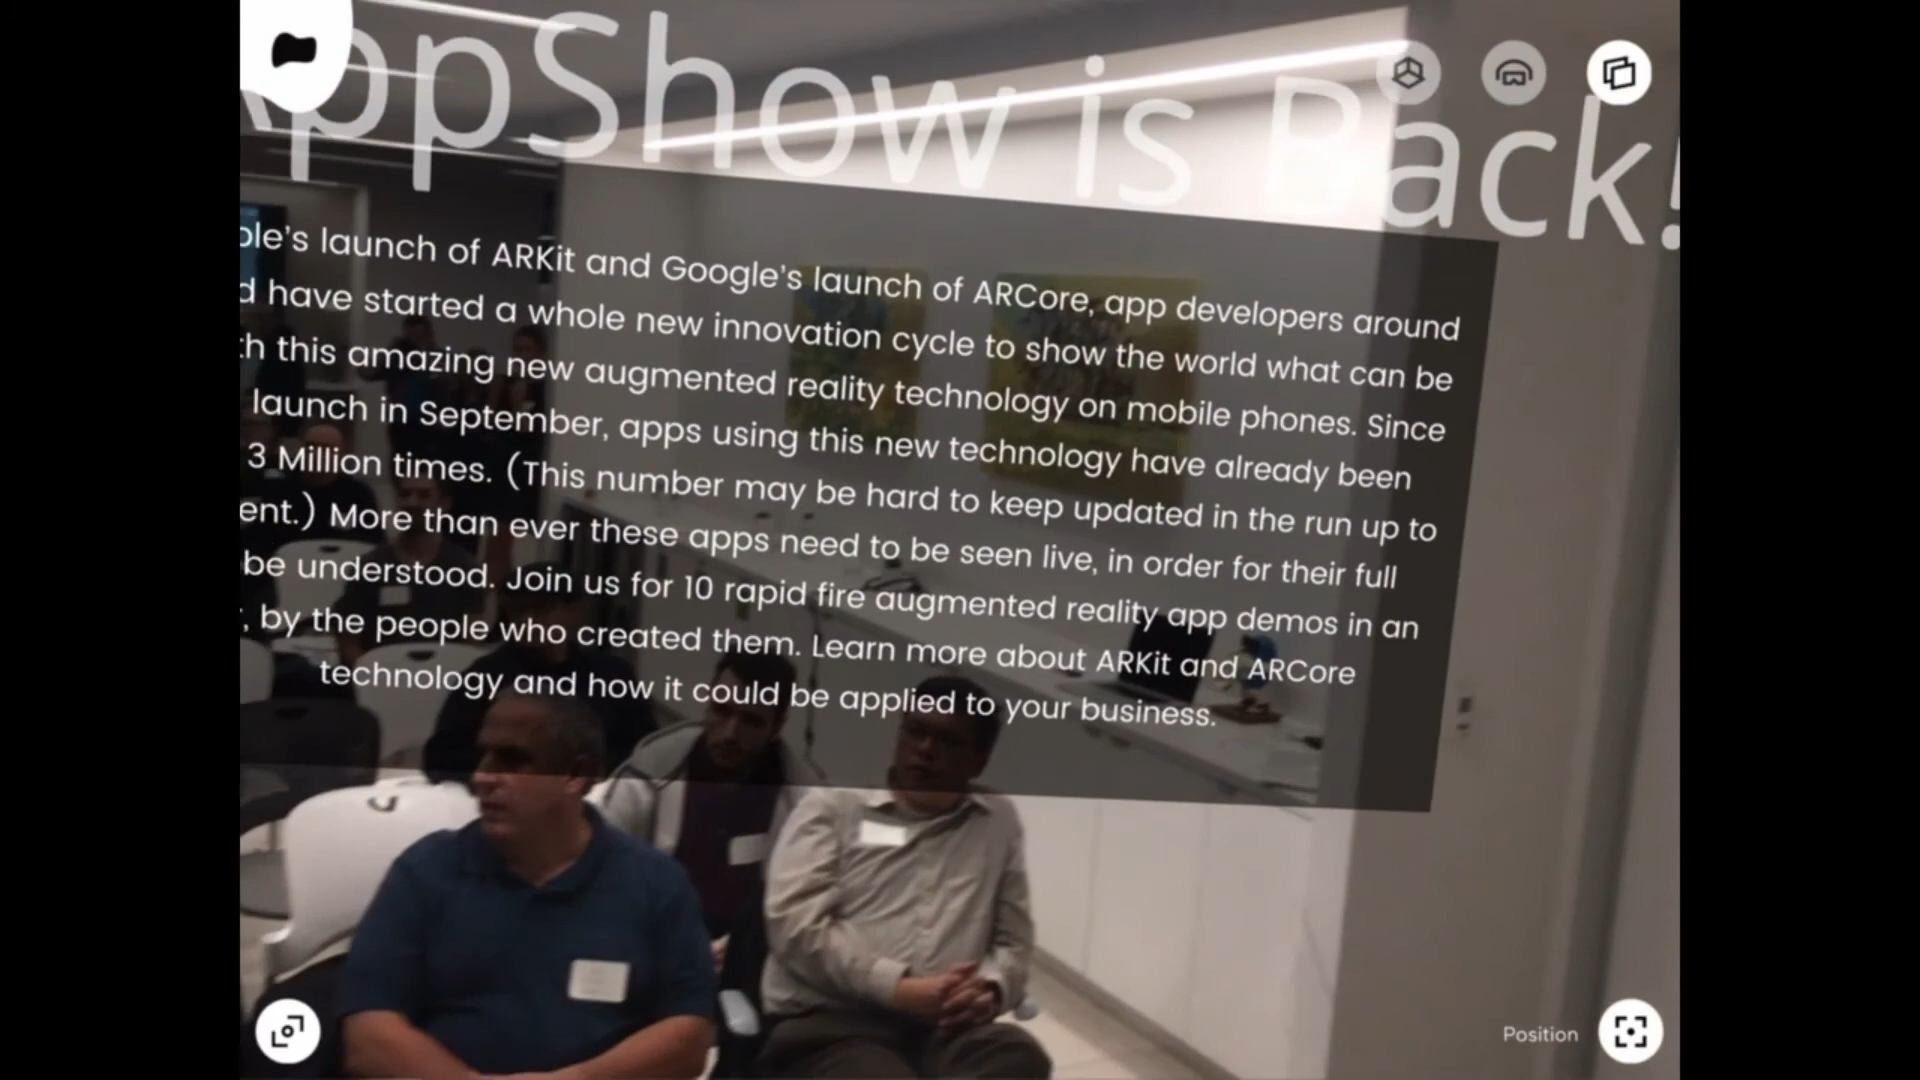 AppShow is Back!
ple's launch of ARKit and Google's launch of ARCore, app developers around
d have started a whole new innovation cycle to show the world what can be
th this amazing new augmented reality technology on mobile phones. Since
launch in September, apps using this new technology have already been
3 Million times. (This number may be hard to keep updated in the run up to
ent.) More than ever these apps need to be seen live, in order for their full
be understood. Join us for 10 rapid fire augmented reality app demos in an
, by the people who created them. Learn more about ARKit and ARCore
technology and how it could be applied to your business.
Position